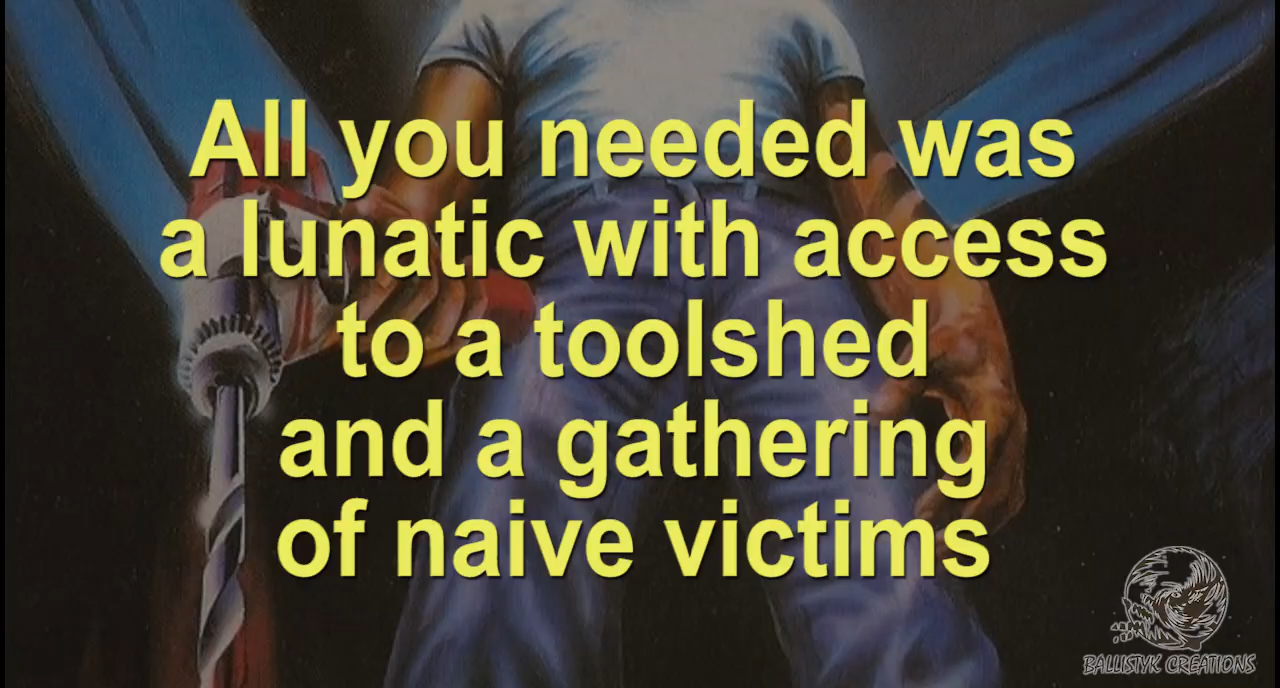 All you needed was
a lunatic with access
to a toolshed
and a gathering
of naive victims
BALLISTYK CREATIONS